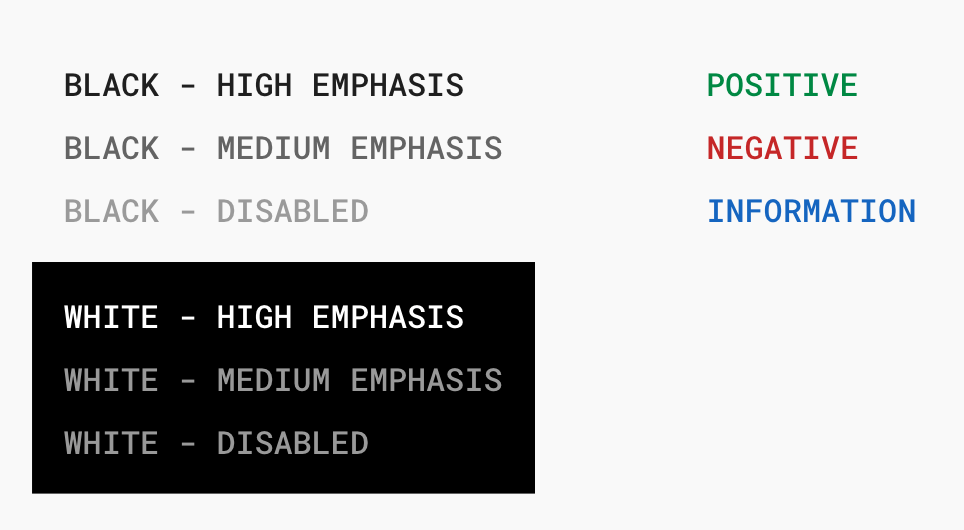 BLACK - HIGH EMPHASIS
BLACK - MEDIUM EMPHASIS
BLACK - DISABLED
POSITIVE
NEGATIVE
INFORMATION
WHITE - HIGH EMPHASIS
WHITE - MEDIUM EMPHASIS
WHITE - DISABLED